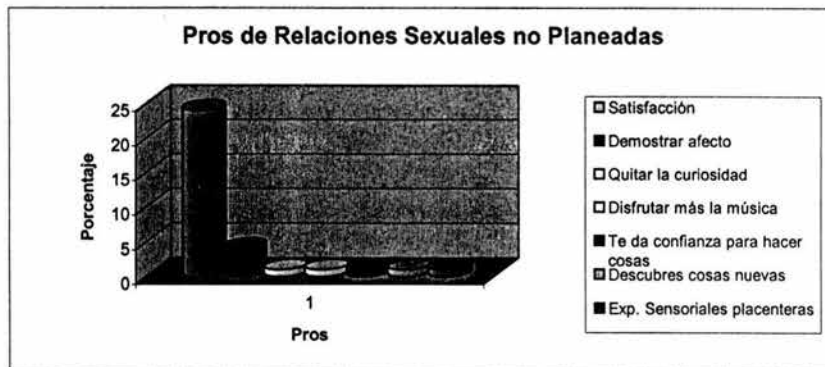 Pros de Relaciones Sexuales no Planeadas
Porcentaje
25
20
15
10
5
0
1
Pros
Satisfacción
Demostrar afecto
Quitar la curiosidad
Disfrutar más la música
Te da confianza para hacer
cosas
Descubres cosas nuevas
Exp. Sensoriales placenteras